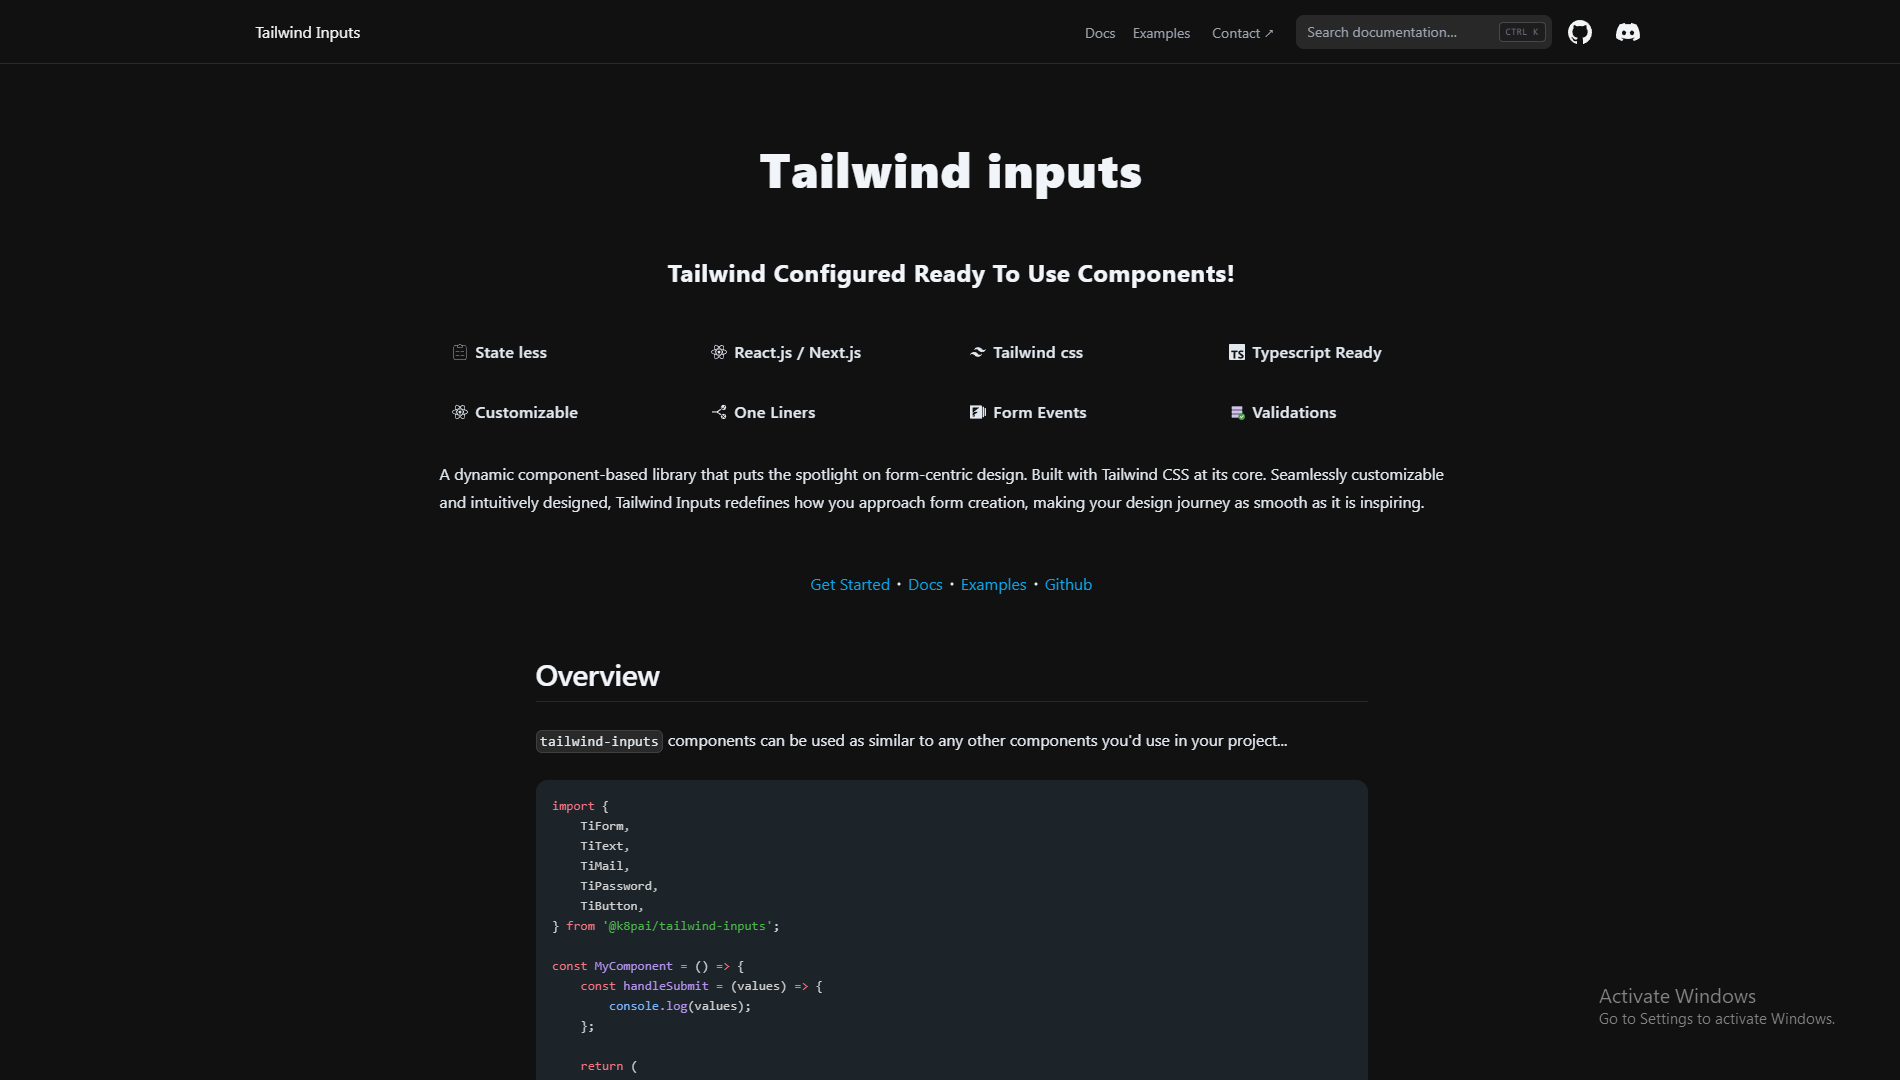 Tailwind Inputs
Docs Examples Contact ↗ Search documentation... CTRL K
Tailwind inputs
Tailwind Configured Ready To Use Components!
State less React.js / Next.js Tailwind css TS Typescript Ready
Customizable One Liners Form Events Validations
A dynamic component-based library that puts the spotlight on form-centric design. Built with Tailwind CSS at its core. Seamlessly customizable
and intuitively designed, Tailwind Inputs redefines how you approach form creation, making your design journey as smooth as it is inspiring.
Get Started • Docs • Examples • Github
Overview
tailwind-inputs components can be used as similar to any other components you'd use in your project...
import {
    TiForm,
    TiText,
    TiMail,
    TiPassword,
    TiButton,
} from '@k8pai/tailwind-inputs';
const MyComponent = () => {
    const handleSubmit = (values) => {
        console.log(values);
    };
    return (
Activate Windows
Go to Settings to activate Windows.